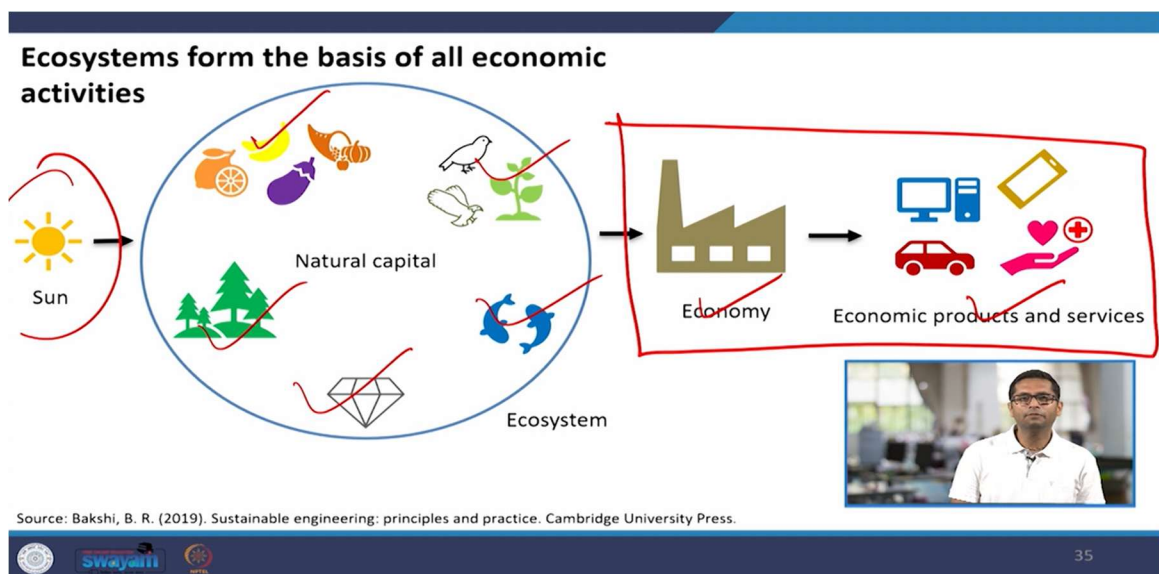 Ecosystems form the basis of all economic
activities
Natural capital
Sun
Economy
Economic products and services
Ecosystem
Source: Bakshi, B. R. (2019). Sustainable engineering: principles and practice. Cambridge University Press.
swayam
35